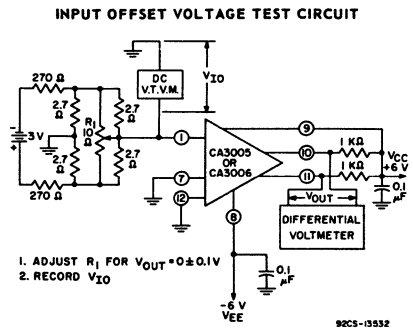 INPUT OFFSET VOLTAGE TEST CIRCUIT
270
Ω
2.7
Ω
R1
10
Ω
2.7
Ω
DC
V.T.V.M.
VIO
- 3V
+
2.7
Ω
2.7
Ω
270
Ω
1
7
12
CA3005
OR
CA3006
8
9
10
11
1 KΩ
1 KΩ
VCC
+6 V
0.1
μF
VOUT
DIFFERENTIAL
VOLTMETER
1. ADJUST R1 FOR VOUT = 0 ± 0.1 V
2. RECORD VIO
0.1
μF
-6 V
VEE
92CS-13532